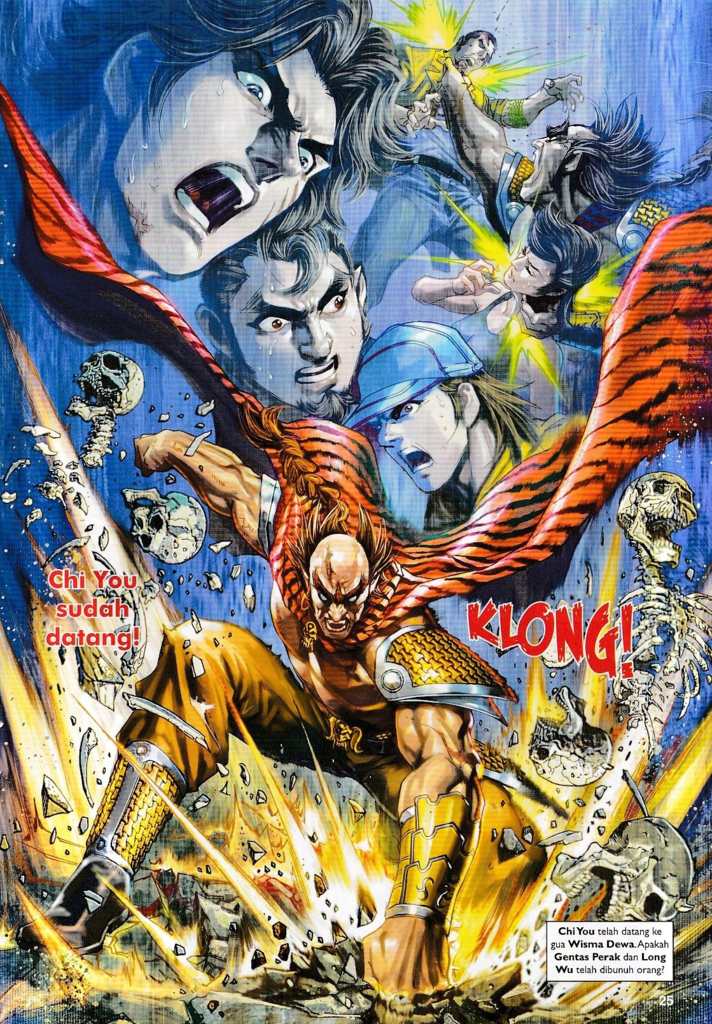 Chi You
sudah
datang!
KLONG!
Chi You telah datang ke
gua Wisma Dewa. Apakah
Gentas Perak dan Long
Wu telah dibunuh orang?
25